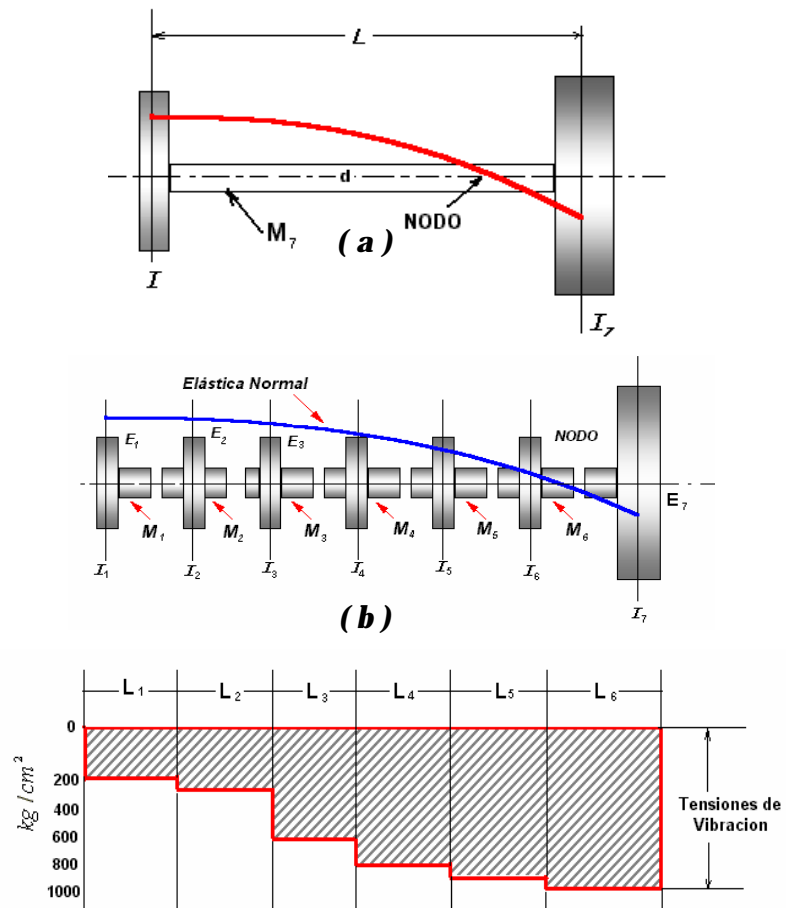 L
d
NODO
M7
( a )
I
I7
Elástica Normal
E1 E2 E3 NODO
E7
M1 M2 M3 M4 M5 M6
I1 I2 I3 I4 I5 I6
I7
( b )
L1 L2 L3 L4 L5 L6
0
200
400
600
800
1000
kg / cm²
Tensiones de
Vibracion